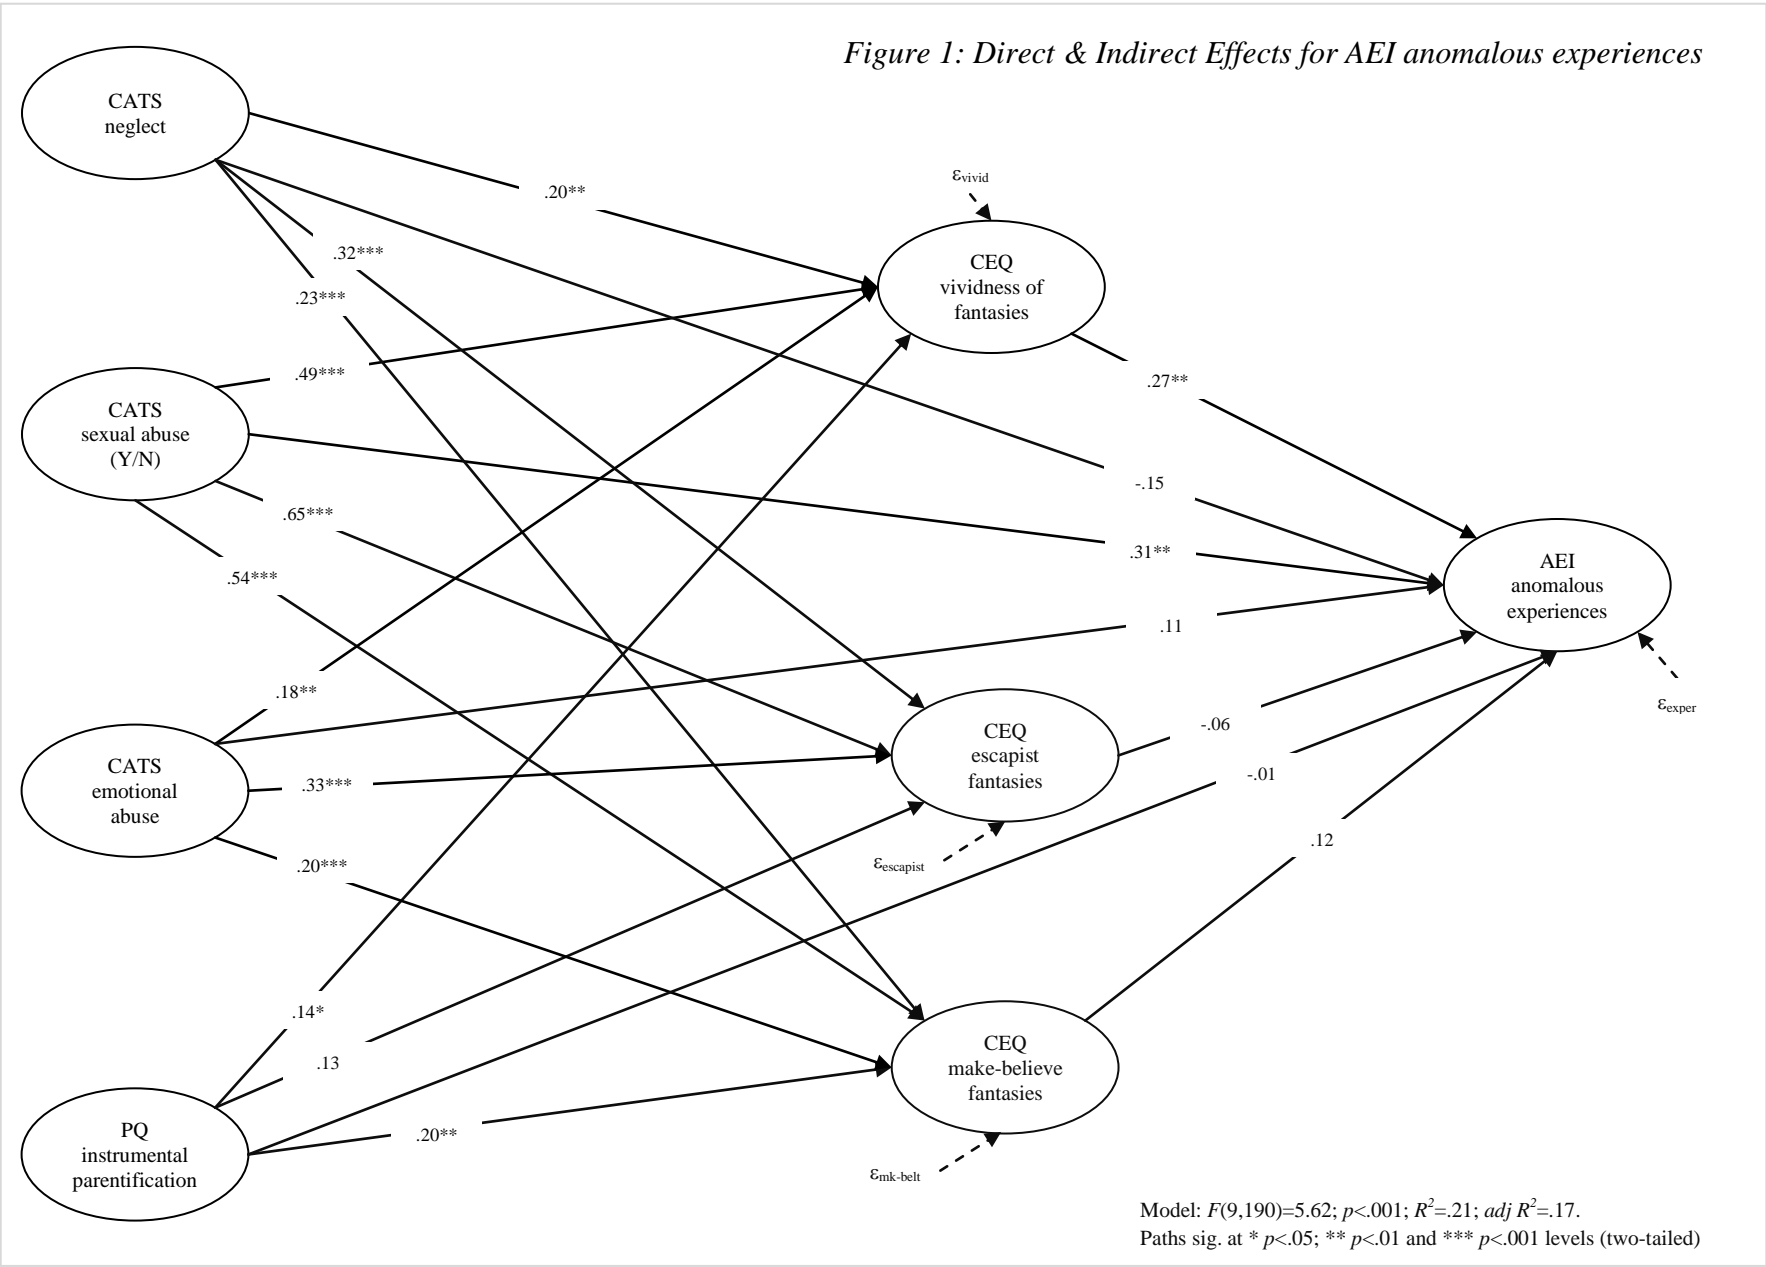 Figure 1: Direct & Indirect Effects for AEI anomalous experiences
CATS
neglect
.20**
εvivid
.32***
.23***
CEQ
vividness of
fantasies
.49***
.27**
CATS
sexual abuse
(Y/N)
-.15
.65***
.31**
.54***
AEI
anomalous
experiences
.11
.18**
εexper
-.06
CATS
emotional
abuse
.33***
CEQ
escapist
fantasies
-.01
.12
.20***
εescapist
.14*
.13
CEQ
make-believe
fantasies
PQ
instrumental
parentification
.20**
εmk-belt
Model: F(9,190)=5.62; p<.001; R²=.21; adj R²=.17.
Paths sig. at * p<.05; ** p<.01 and *** p<.001 levels (two-tailed)